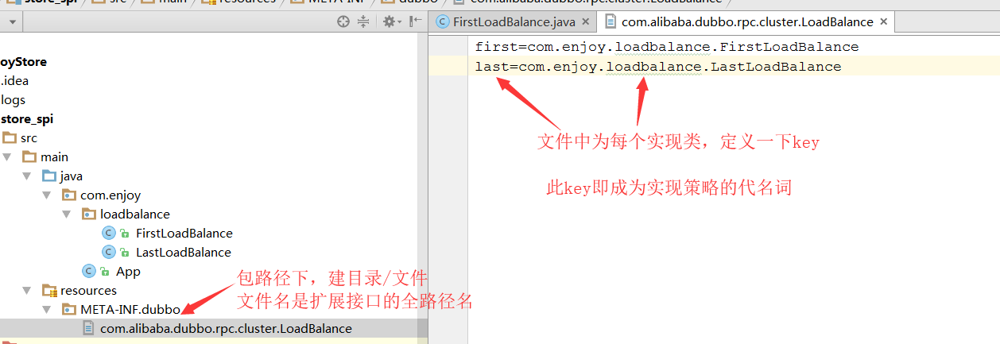 store_spi
src
main
resources
META-INF
dubbo
com.alibaba.dubbo.rpc.cluster.LoadBalance
FirstLoadBalance.java
com.alibaba.dubbo.rpc.cluster.LoadBalance
oyStore
.idea
logs
store_spi
src
main
java
com.enjoy
loadbalance
FirstLoadBalance
LastLoadBalance
App
resources
META-INF.dubbo
com.alibaba.dubbo.rpc.cluster.LoadBalance
包路径下，建目录/文件
文件名是扩展接口的全路径名
first=com.enjoy.loadbalance.FirstLoadBalance
last=com.enjoy.loadbalance.LastLoadBalance
文件中为每个实现类，定义一下key
此key即成为实现策略的代名词